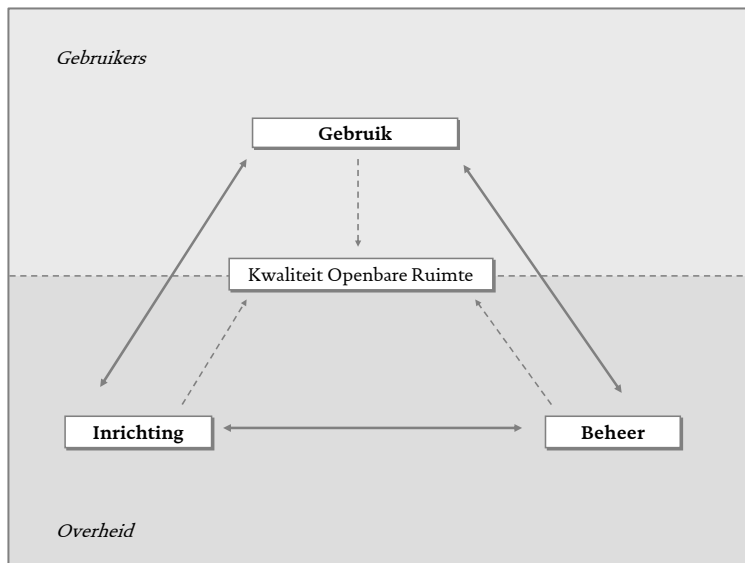 Gebruikers
Gebruik
Kwaliteit Openbare Ruimte
Inrichting
Beheer
Overheid